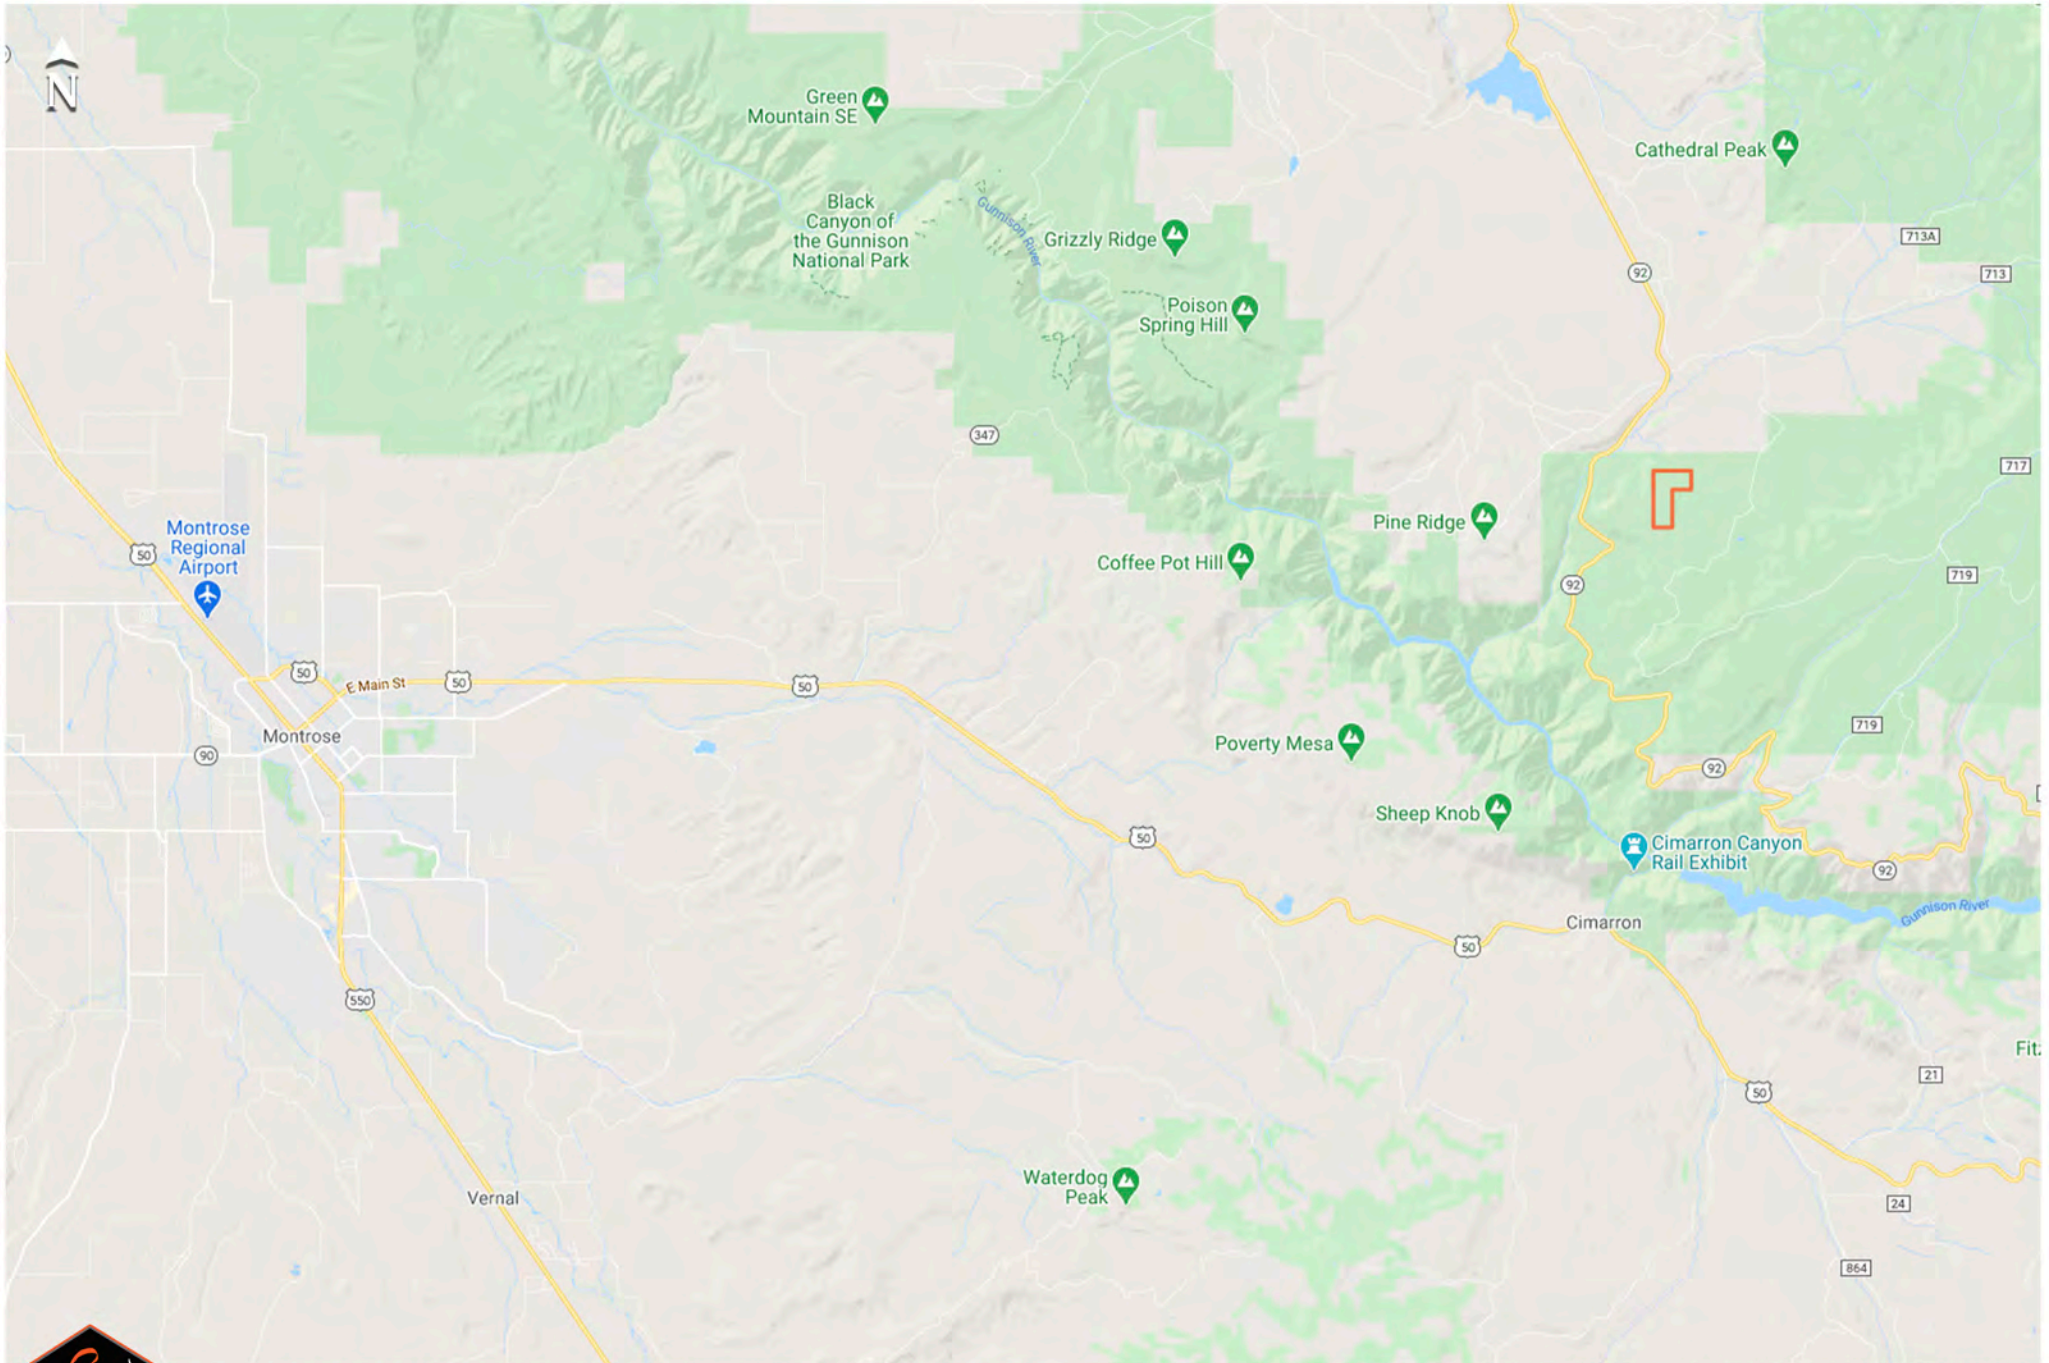 N
Green
Mountain SE
Cathedral Peak
Black
Canyon of
the Gunnison
National Park
Gunnison River
Grizzly Ridge
713A
713
92
Poison
Spring Hill
347
717
Pine Ridge
Montrose
Regional
Airport
50
Coffee Pot Hill
92
719
50
E Main St
50
50
Montrose
90
Poverty Mesa
719
92
Sheep Knob
50
Cimarron Canyon
Rail Exhibit
92
Gunnison River
Cimarron
50
550
Fitz
21
50
Waterdog
Peak
Vernal
24
864